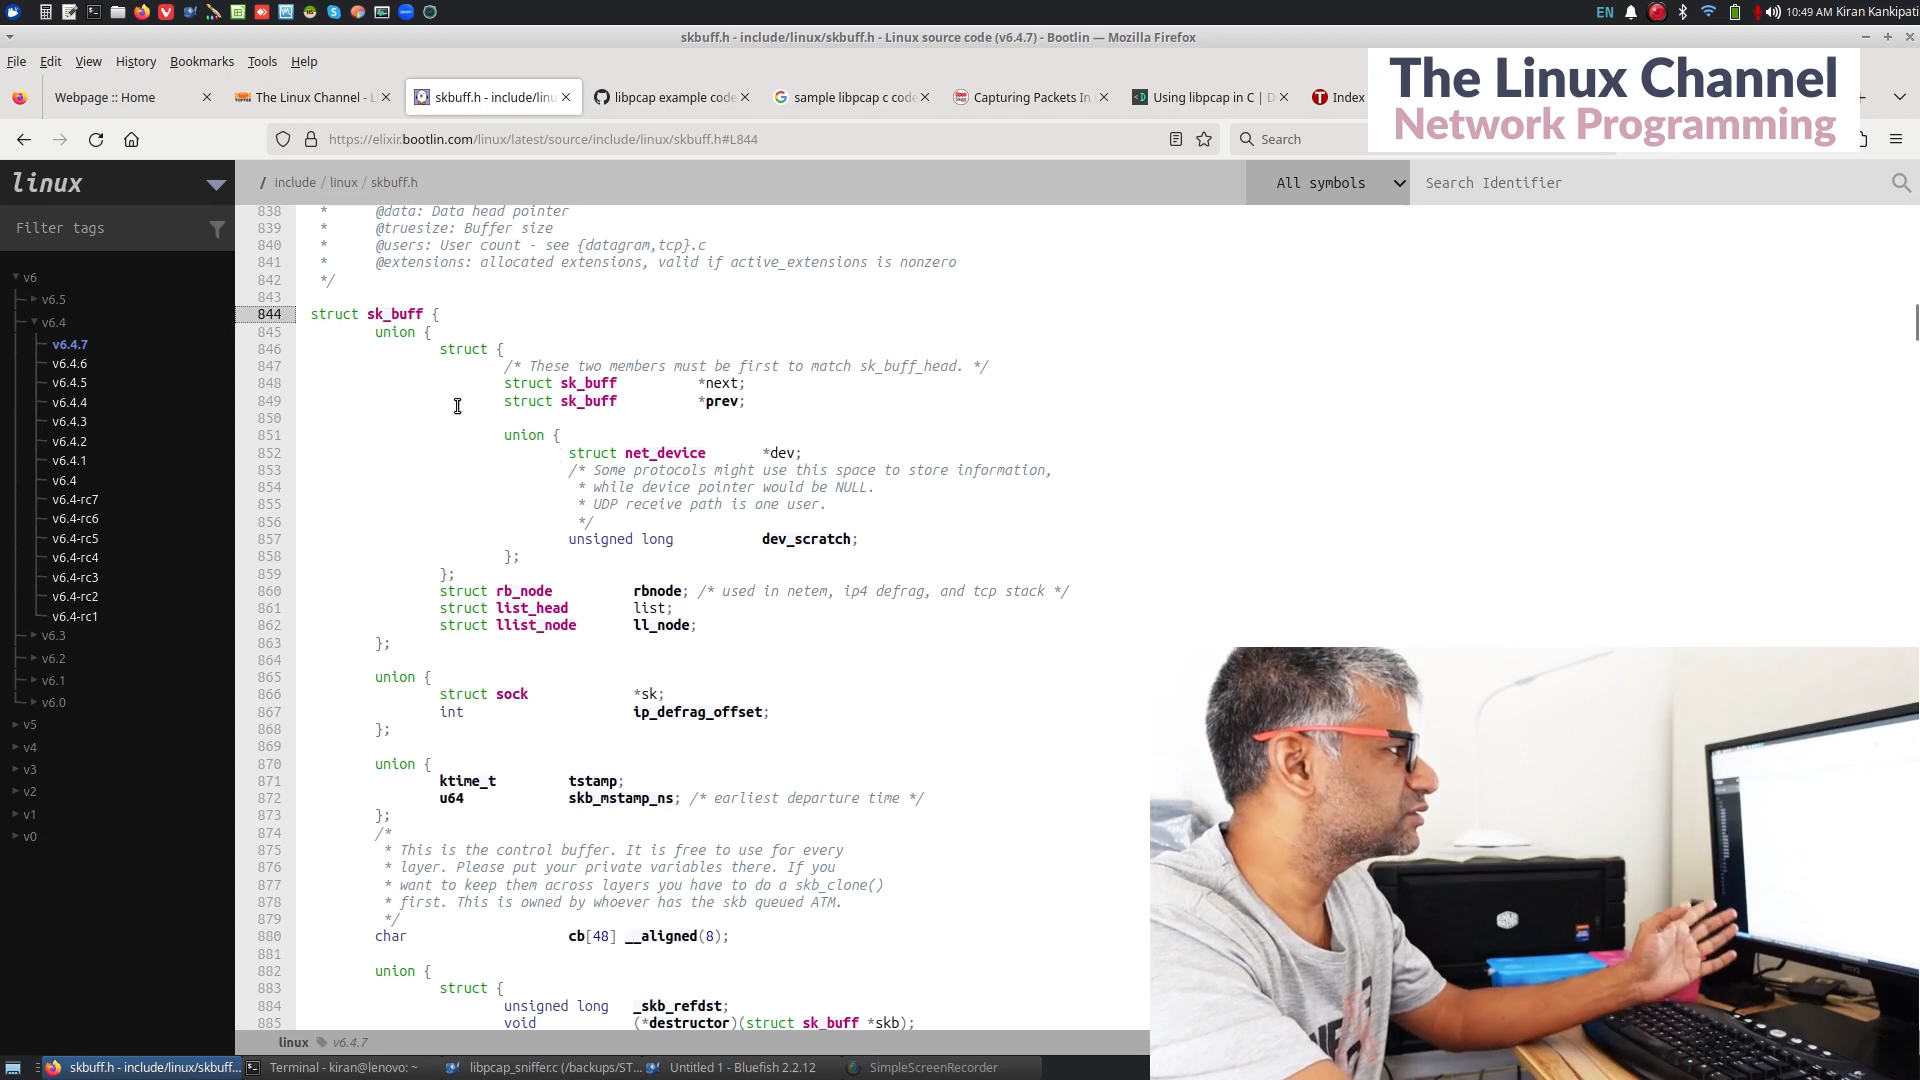 EN
10:49 AM Kiran Kankipati
skbuff.h - include/linux/skbuff.h - Linux source code (v6.4.7) - Bootlin — Mozilla Firefox
File Edit View History Bookmarks Tools Help
The Linux Channel
Network Programming
Webpage :: Home
The Linux Channel - L
skbuff.h - include/linu
libpcap example code
sample libpcap c code
Capturing Packets In
Using libpcap in C | D
Index
https://elixir.bootlin.com/linux/latest/source/include/linux/skbuff.h#L844
Search
linux
/ include / linux / skbuff.h
All symbols
Search Identifier
Filter tags
v6
v6.5
v6.4
v6.4.7
v6.4.6
v6.4.5
v6.4.4
v6.4.3
v6.4.2
v6.4.1
v6.4
v6.4-rc7
v6.4-rc6
v6.4-rc5
v6.4-rc4
v6.4-rc3
v6.4-rc2
v6.4-rc1
v6.3
v6.2
v6.1
v6.0
v5
v4
v3
v2
v1
v0
838 * @data: Data head pointer
839 * @truesize: Buffer size
840 * @users: User count - see {datagram,tcp}.c
841 * @extensions: allocated extensions, valid if active_extensions is nonzero
842 */
843
844 struct sk_buff {
845 union {
846 struct {
847 /* These two members must be first to match sk_buff_head. */
848 struct sk_buff *next;
849 struct sk_buff *prev;
850
851 union {
852 struct net_device *dev;
853 /* Some protocols might use this space to store information,
854 * while device pointer would be NULL.
855 * UDP receive path is one user.
856 */
857 unsigned long dev_scratch;
858 };
859 };
860 struct rb_node rbnode; /* used in netem, ip4 defrag, and tcp stack */
861 struct list_head list;
862 struct llist_node ll_node;
863 };
864
865 union {
866 struct sock *sk;
867 int ip_defrag_offset;
868 };
869
870 union {
871 ktime_t tstamp;
872 u64 skb_mstamp_ns; /* earliest departure time */
873 };
874 /*
875 * This is the control buffer. It is free to use for every
876 * layer. Please put your private variables there. If you
877 * want to keep them across layers you have to do a skb_clone()
878 * first. This is owned by whoever has the skb queued ATM.
879 */
880 char cb[48] __aligned(8);
881
882 union {
883 struct {
884 unsigned long _skb_refdst;
885 void (*destructor)(struct sk_buff *skb);
linux v6.4.7
skbuff.h - include/linux/skbuff...
Terminal - kiran@lenovo: ~
libpcap_sniffer.c (/backups/ST...
Untitled 1 - Bluefish 2.2.12
SimpleScreenRecorder